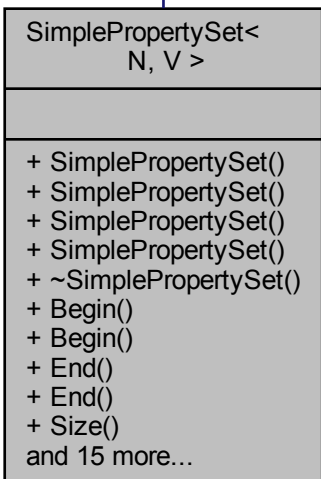 SimplePropertySet<
N, V >
+ SimplePropertySet()
+ SimplePropertySet()
+ SimplePropertySet()
+ SimplePropertySet()
+ ~SimplePropertySet()
+ Begin()
+ Begin()
+ End()
+ End()
+ Size()
and 15 more...